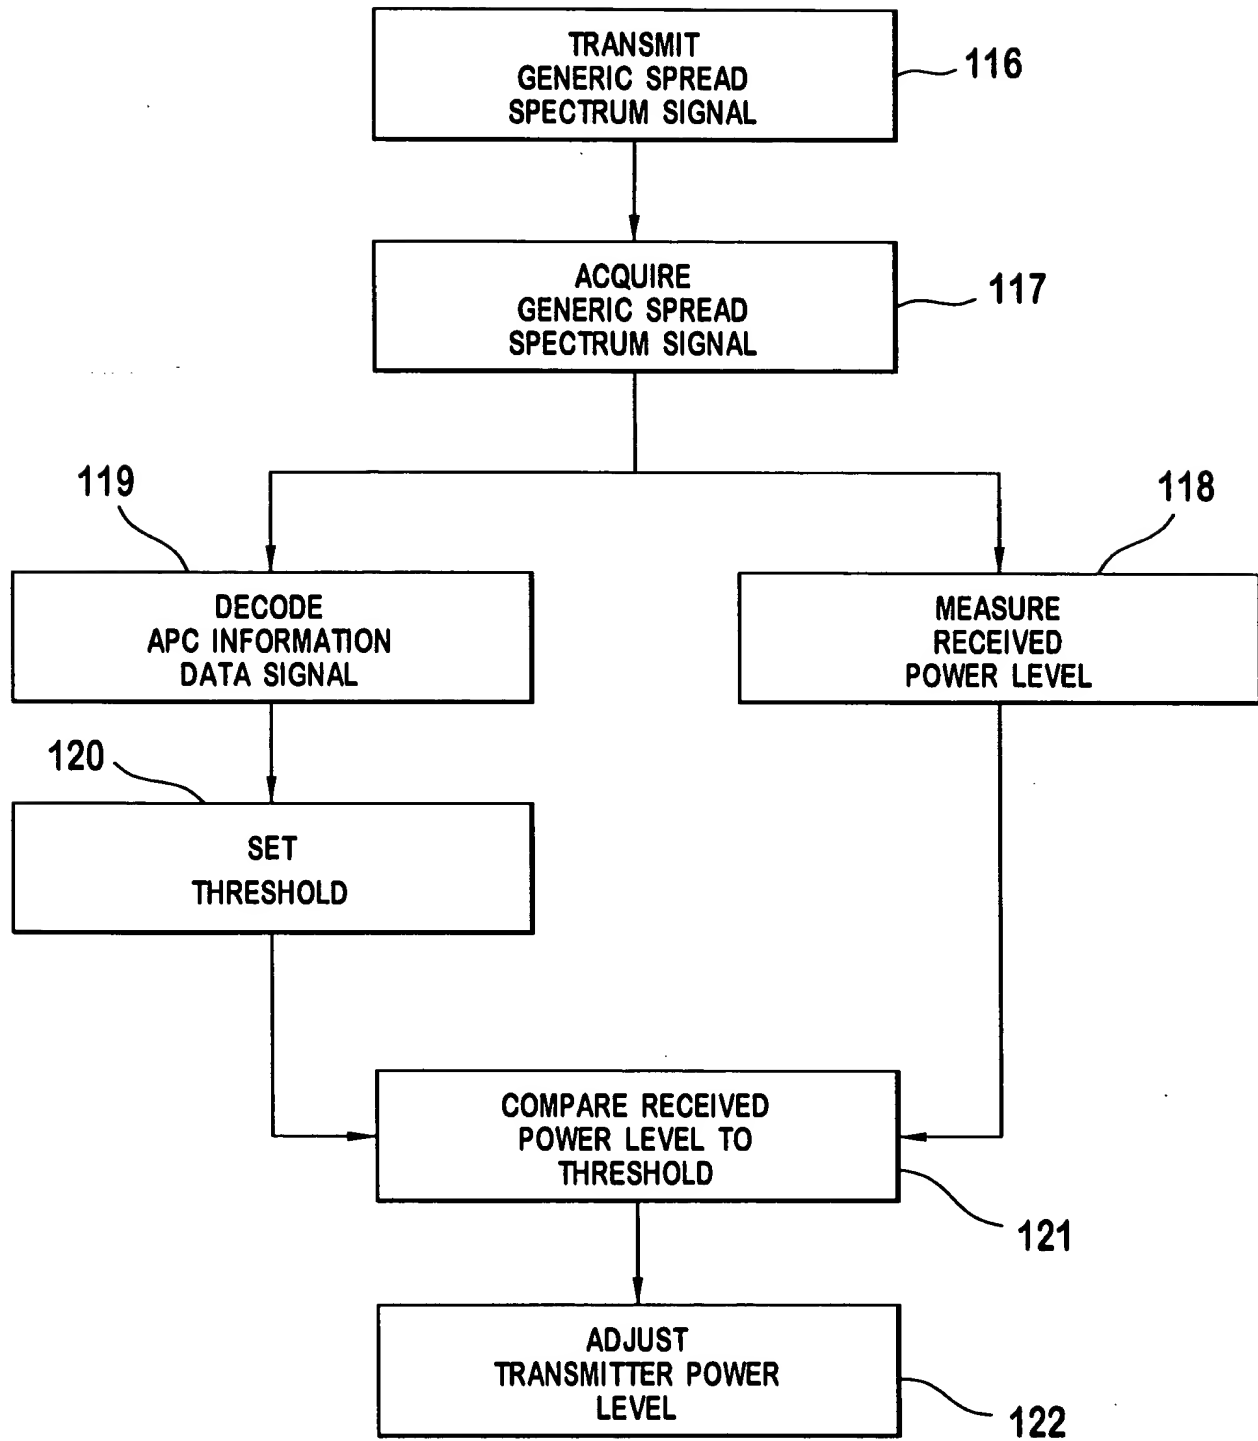 TRANSMIT
GENERIC SPREAD
SPECTRUM SIGNAL
116
ACQUIRE
GENERIC SPREAD
SPECTRUM SIGNAL
117
119
118
DECODE
APC INFORMATION
DATA SIGNAL
MEASURE
RECEIVED
POWER LEVEL
120
SET
THRESHOLD
COMPARE RECEIVED
POWER LEVEL TO
THRESHOLD
121
ADJUST
TRANSMITTER POWER
LEVEL
122